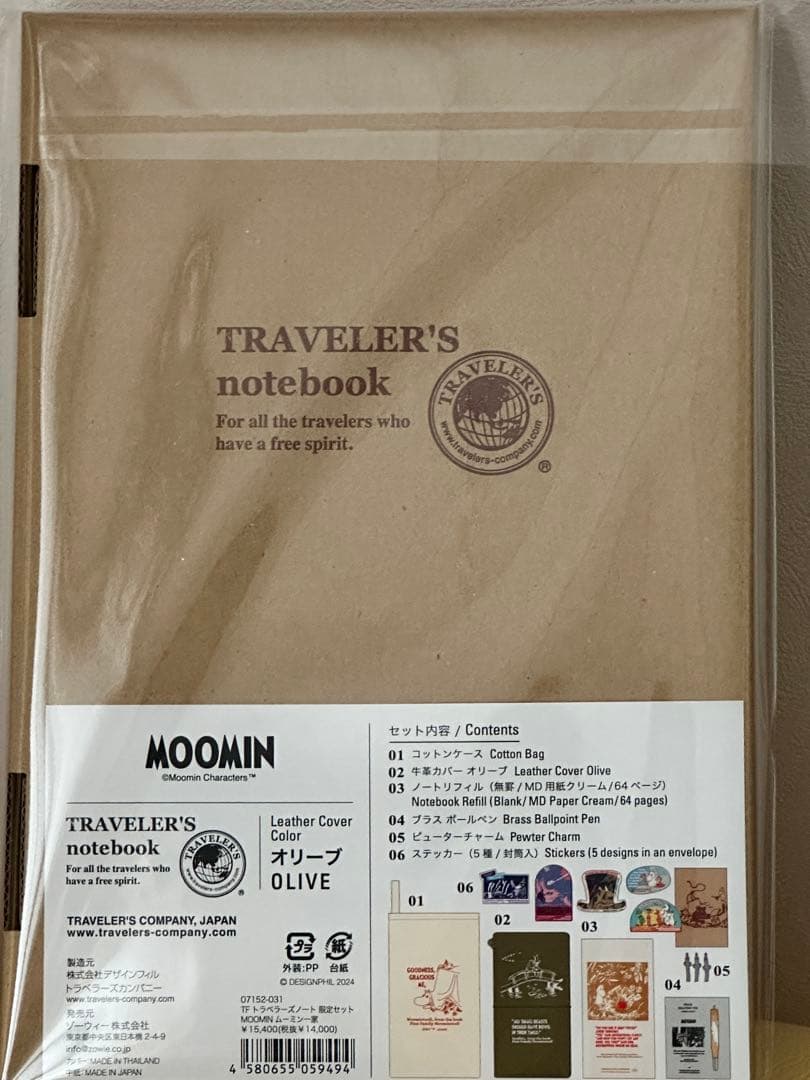 TRAVELER'S
notebook
For all the travelers who
have a free spirit.
TRAVELER'S
www.travelers-company.com
®
MOOMIN
©Moomin Characters™
TRAVELER'S
notebook
For all the travelers who
have a free spirit.
TRAVELER'S
www.travelers-company.com
®
Leather Cover
Color
オリーブ
OLIVE
TRAVELER'S COMPANY, JAPAN
www.travelers-company.com
製造元
株式会社デザインフィル
トラベラーズカンパニー
www.travelers-company.com
発売元
ゾーウィー株式会社
東京都中央区東日本橋 2-4-9
info@zowie.co.jp
カバー: MADE IN THAILAND
中紙: MADE IN JAPAN
プラ
紙
外装:PP
台紙
© DESIGNPHIL 2024
07152-031
TF トラベラーズノート 限定セット
MOOMIN ムーミン一家
¥15,400(税抜¥14,000)
4 580655 059494
セット内容 / Contents
01 コットンケース Cotton Bag
02 牛革カバー オリーブ Leather Cover Olive
03 ノートリフィル（無罫/MD用紙クリーム/64ページ）
Notebook Refill (Blank/ MD Paper Cream/64 pages)
04 ブラス ボールペン Brass Ballpoint Pen
05 ピューターチャーム Pewter Charm
06 ステッカー（5種/封筒入）Stickers (5 designs in an envelope)
01
06
02
03
04
05
GOODNESS,
GRACIOUS
ME,